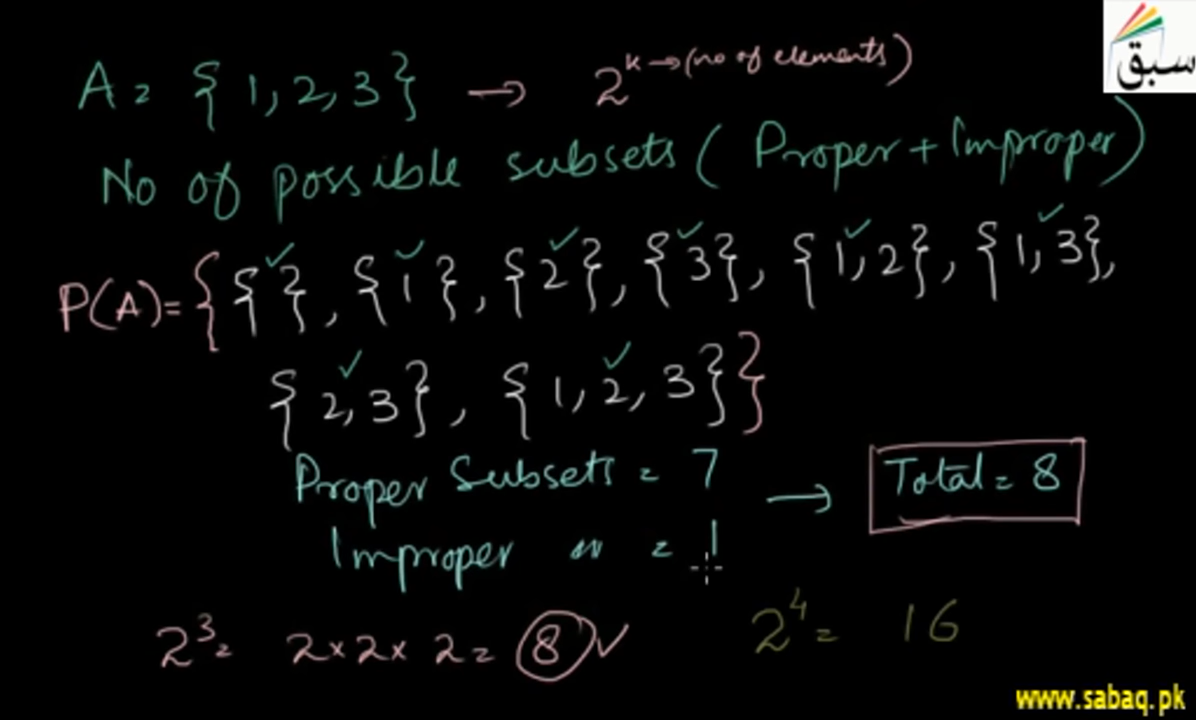 سبق
A = { 1, 2, 3 } → 2^k → (no of elements)
No of possible subsets ( Proper + Improper )
P(A) = { { }, { 1 }, { 2 }, { 3 }, { 1, 2 }, { 1, 3 },
{ 2, 3 }, { 1, 2, 3 } }
Proper Subsets = 7 → Total = 8
Improper " = 1
2^3 = 2 × 2 × 2 = 8 ✓ 2^4 = 16
www.sabaq.pk